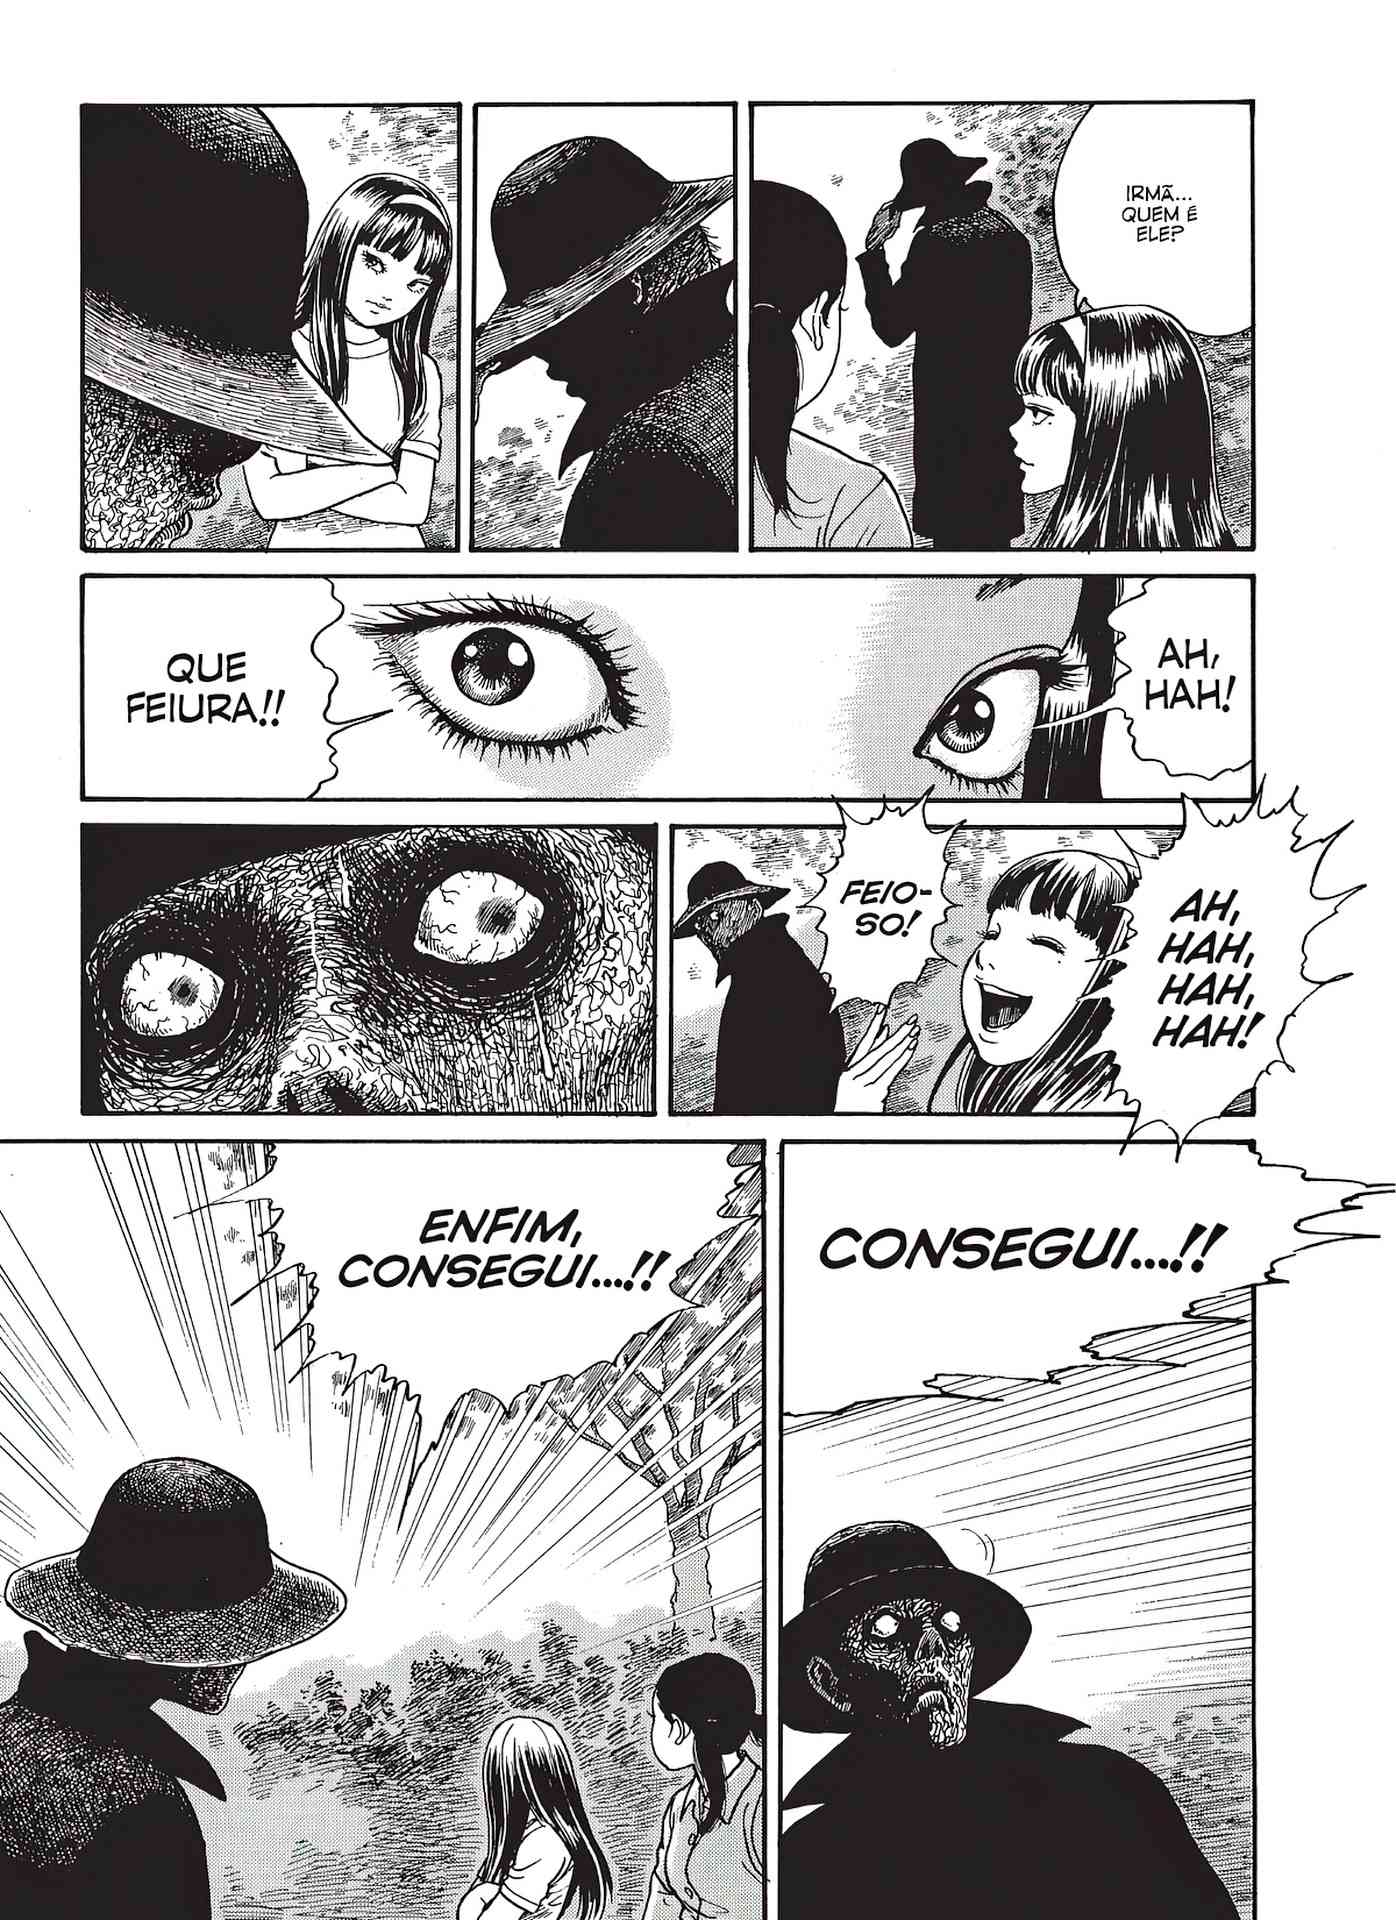 IRMÃ...
QUEM É
ELE?
AH,
HAH!
QUE
FEIURA!!
AH,
HAH,
HAH,
HAH!
FEIO-
SO!
CONSEGUI...!!
ENFIM,
CONSEGUI...!!